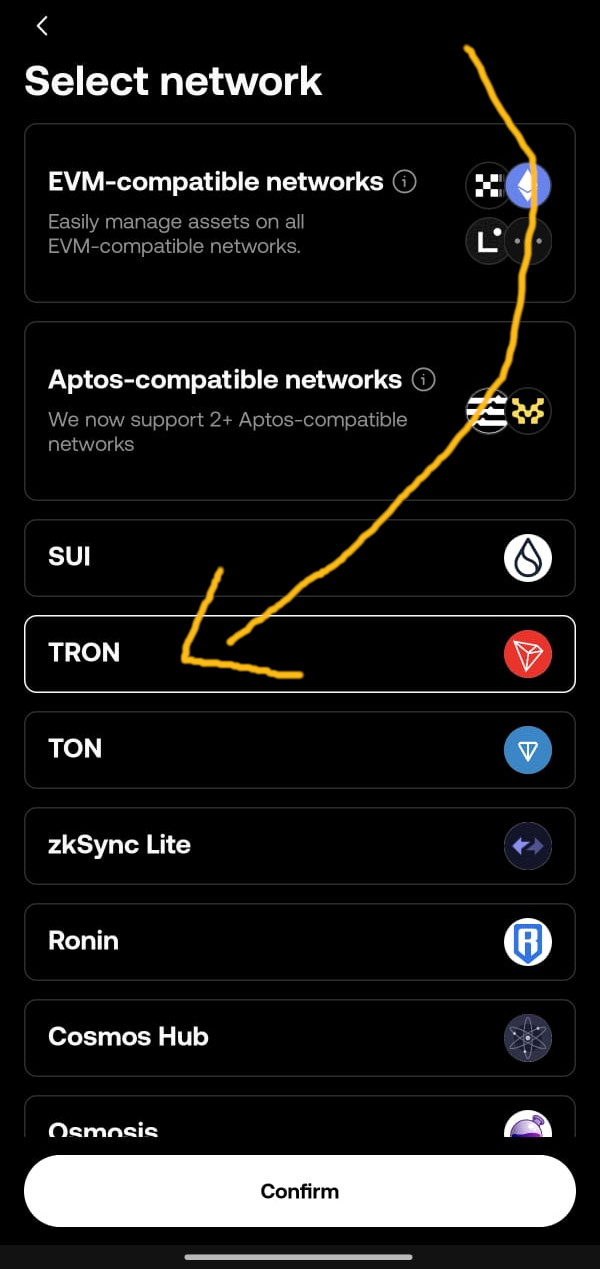 Select network
EVM-compatible networks
Easily manage assets on all
EVM-compatible networks.
Aptos-compatible networks
We now support 2+ Aptos-compatible
networks
SUI
TRON
TON
zkSync Lite
Ronin
Cosmos Hub
Osmosis
Confirm